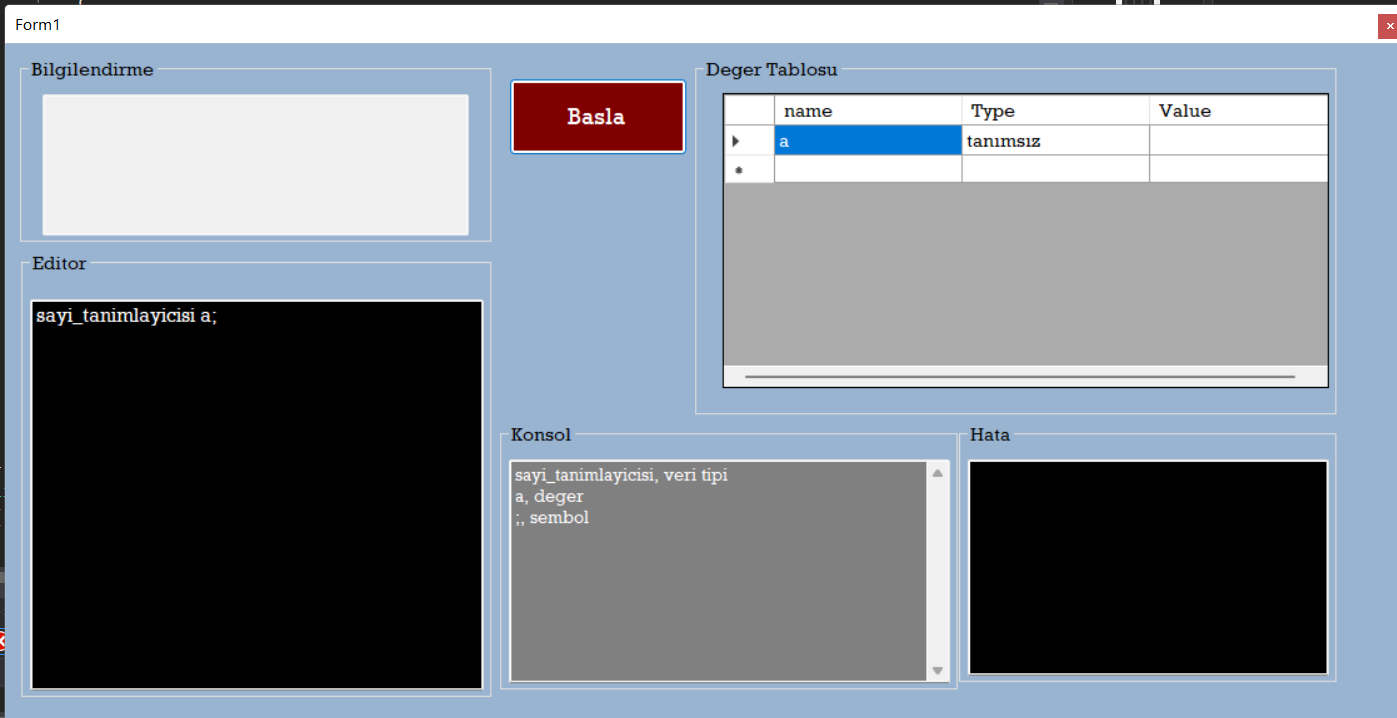 Form1
Bilgilendirme
Basla
Deger Tablosu
name Type Value
a tanımsız
Editor
sayi_tanimlayicisi a;
Konsol
sayi_tanimlayicisi, veri tipi
a, deger
;, sembol
Hata